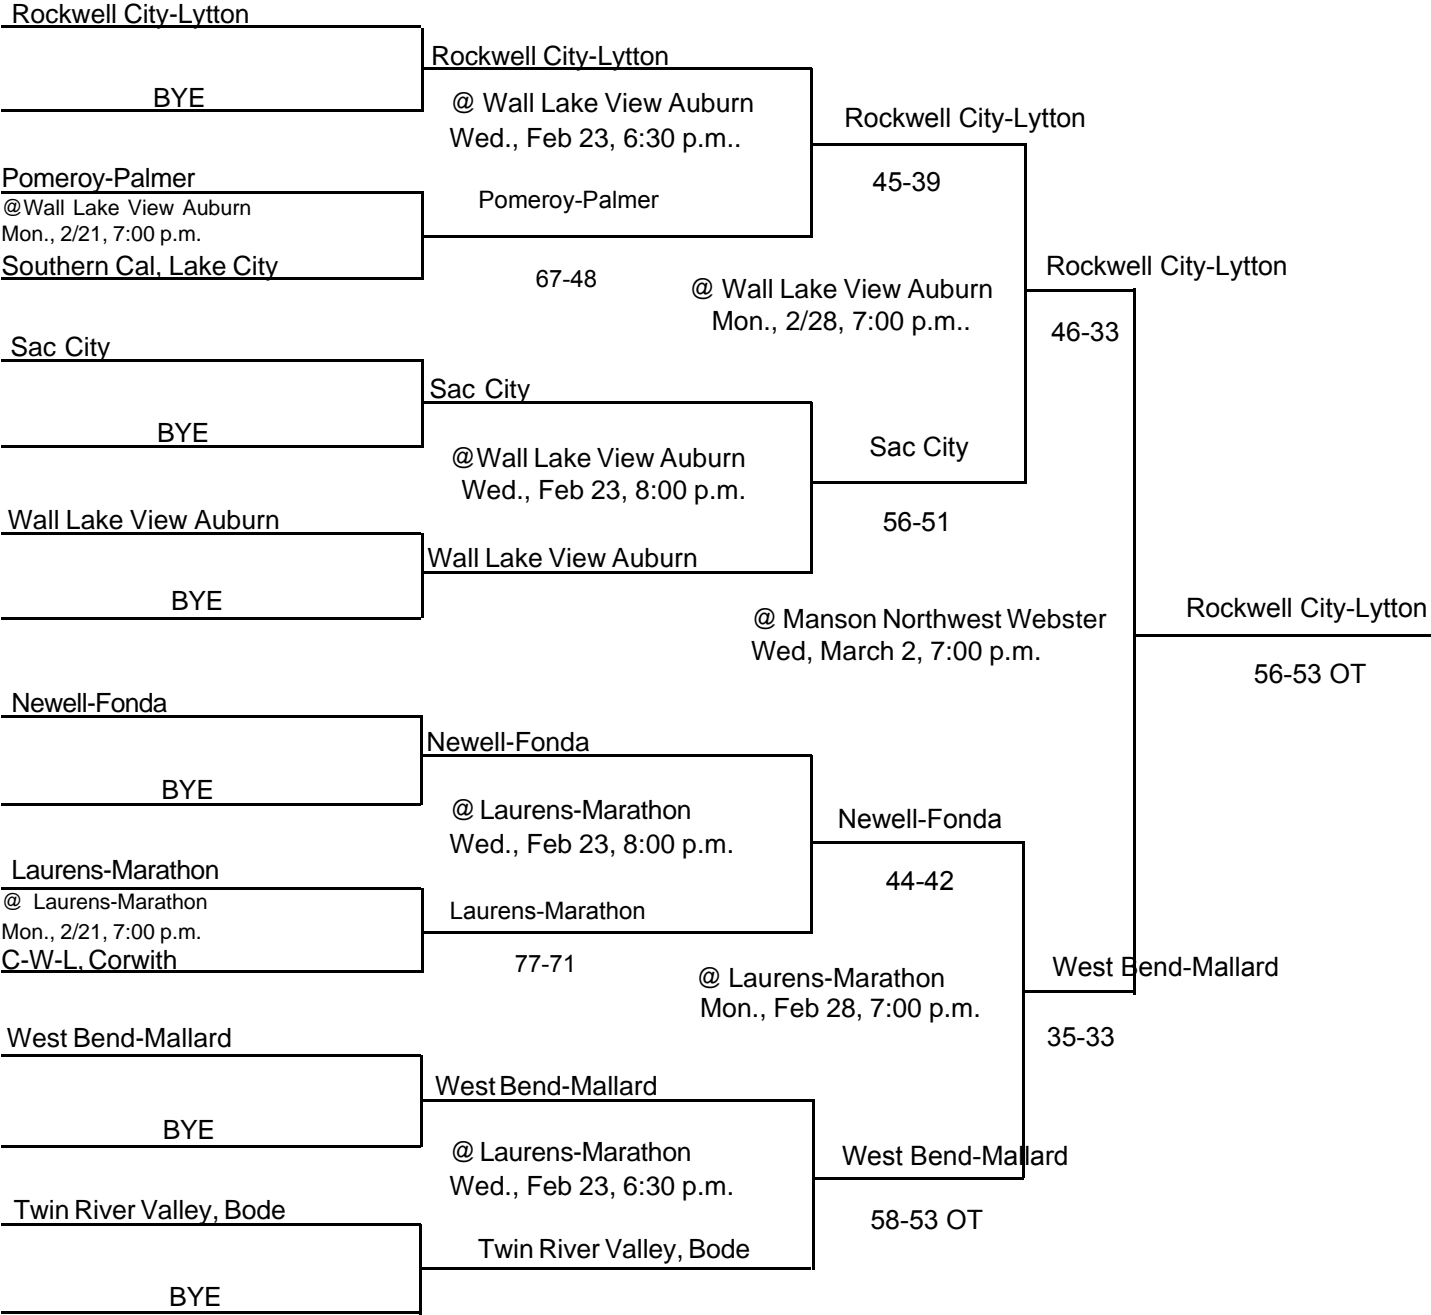 Rockwell City-Lytton
BYE
Pomeroy-Palmer
@Wall Lake View Auburn
Mon., 2/21, 7:00 p.m.
Southern Cal, Lake City
Sac City
BYE
Wall Lake View Auburn
BYE
Newell-Fonda
BYE
Laurens-Marathon
@ Laurens-Marathon
Mon., 2/21, 7:00 p.m.
C-W-L, Corwith
West Bend-Mallard
BYE
Twin River Valley, Bode
BYE
Rockwell City-Lytton
@ Wall Lake View Auburn
Wed., Feb 23, 6:30 p.m..
Pomeroy-Palmer
67-48
Sac City
@Wall Lake View Auburn
Wed., Feb 23, 8:00 p.m.
Wall Lake View Auburn
Newell-Fonda
@ Laurens-Marathon
Wed., Feb 23, 8:00 p.m.
Laurens-Marathon
77-71
West Bend-Mallard
@ Laurens-Marathon
Wed., Feb 23, 6:30 p.m.
Twin River Valley, Bode
Rockwell City-Lytton
45-39
@ Wall Lake View Auburn
Mon., 2/28, 7:00 p.m..
Sac City
56-51
Newell-Fonda
44-42
@ Laurens-Marathon
Mon., Feb 28, 7:00 p.m.
West Bend-Mallard
58-53 OT
Rockwell City-Lytton
46-33
@ Manson Northwest Webster
Wed, March 2, 7:00 p.m.
West Bend-Mallard
35-33
Rockwell City-Lytton
56-53 OT